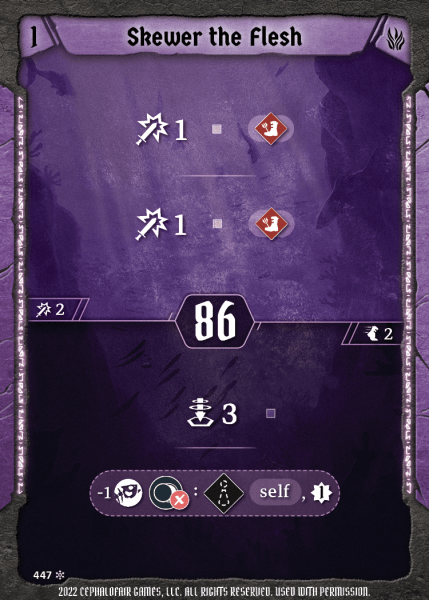 1
Skewer the Flesh
1
1
2
86
2
3
-1 : self , 1
447
2022 CEPHALOFAIR GAMES, LLC. ALL RIGHTS RESERVED. USED WITH PERMISSION.